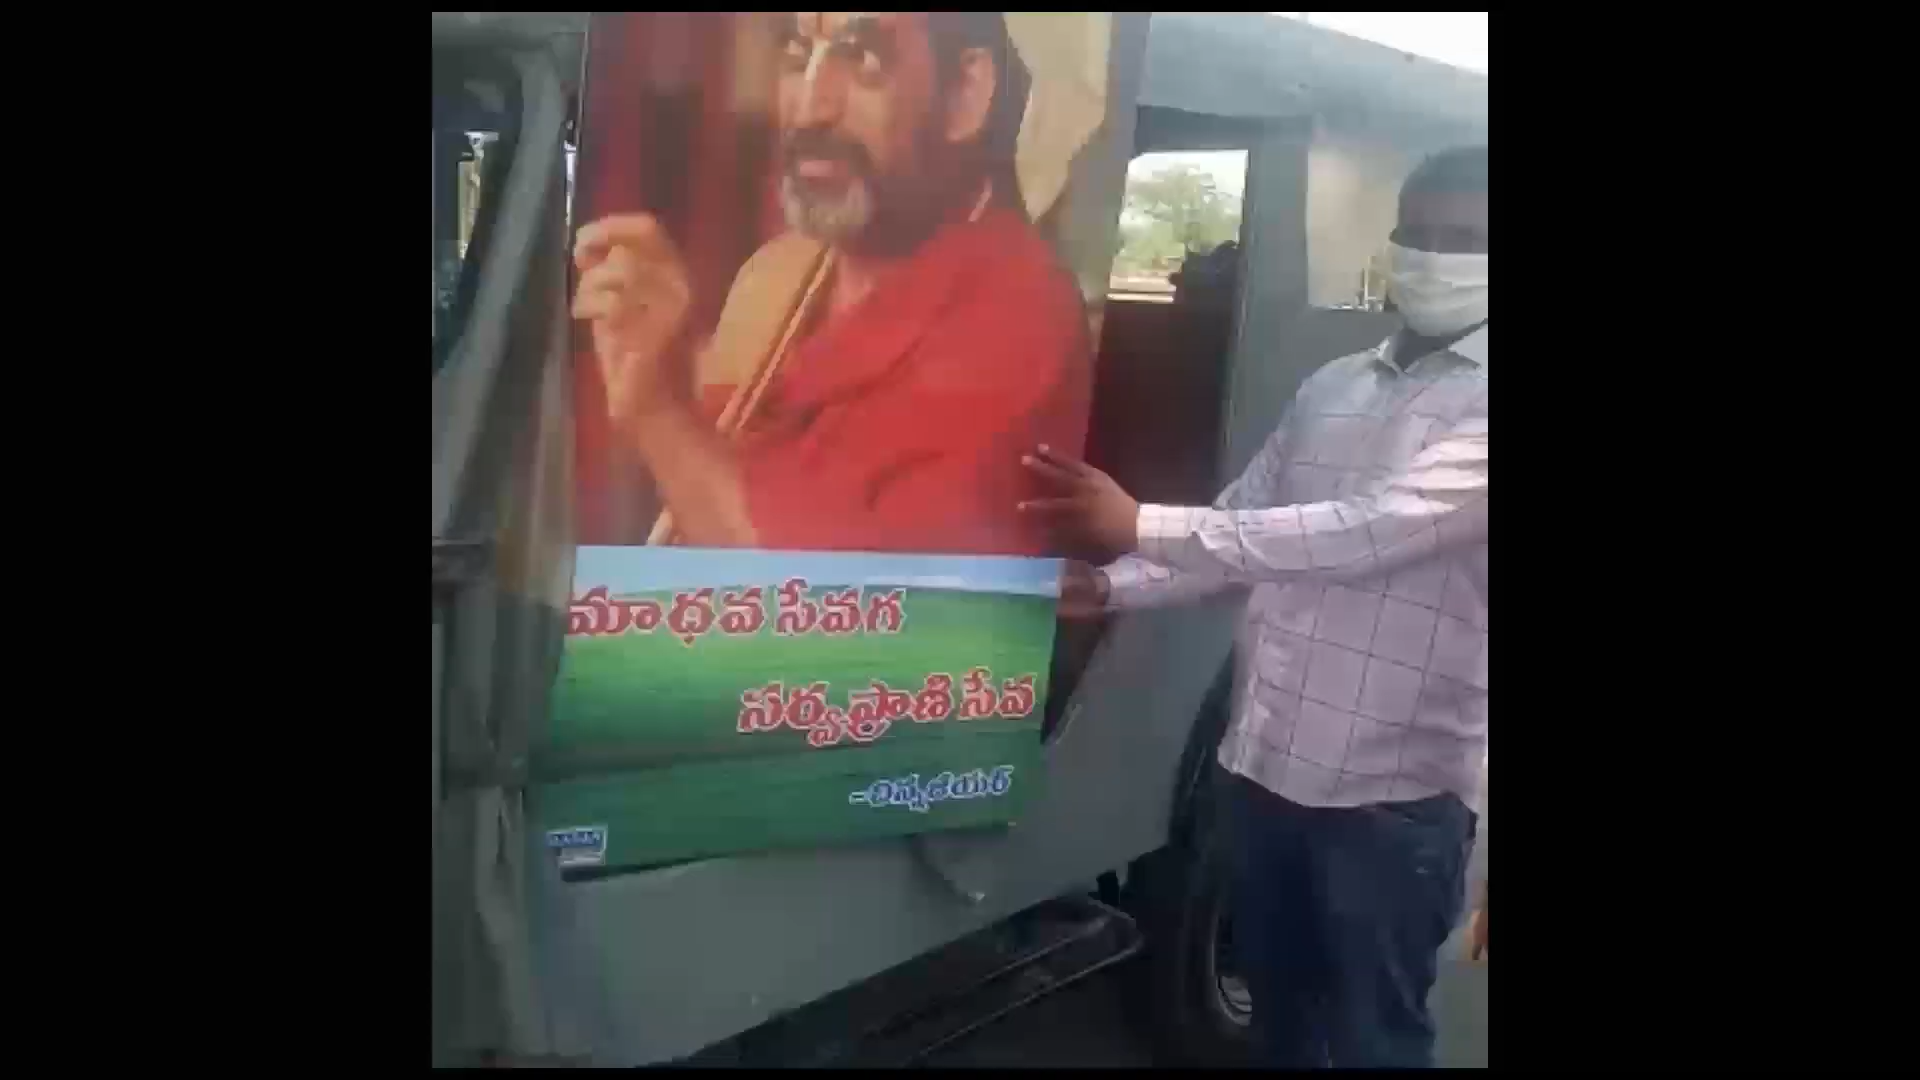 మాధవ సేవగ
సర్వప్రాణి సేవ
-చిన్నజీయర్